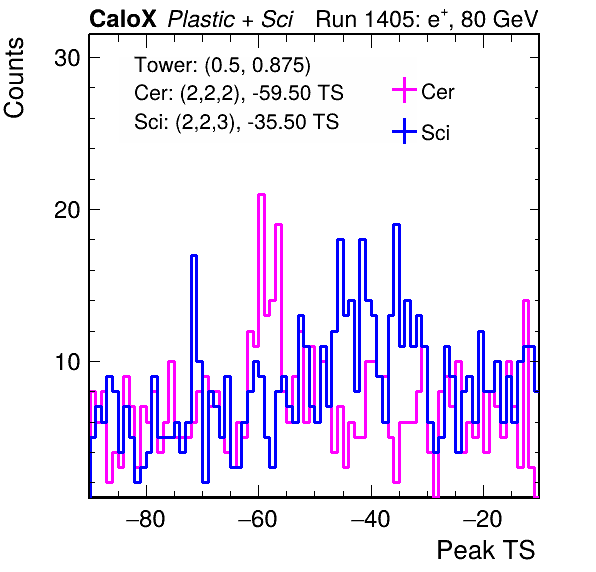 CaloX Plastic + Sci Run 1405: e+, 80 GeV
Counts
30
20
10
Tower: (0.5, 0.875)
Cer: (2,2,2), -59.50 TS
Sci: (2,2,3), -35.50 TS
Cer
Sci
−80 −60 −40 −20
Peak TS